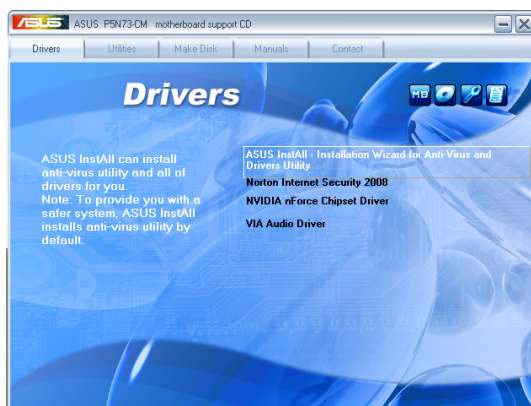 ASUS P5N73-CM motherboard support CD
Drivers Utilities Make Disk Manuals Contact
Drivers
MB
ASUS InstAll can install
anti-virus utility and all of
drivers for you.
Note: To provide you with a
safer system, ASUS InstAll
installs anti-virus utility by
default.
ASUS InstAll - Installation Wizard for Anti-Virus and
Drivers Utility
Norton Internet Security 2008
NVIDIA nForce Chipset Driver
VIA Audio Driver